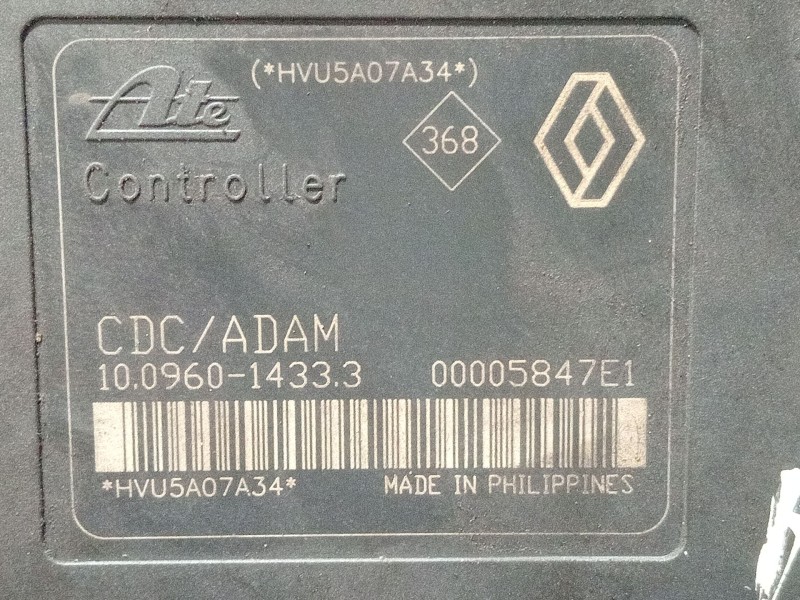 (*HVU5A07A34*)
Ate
368
Controller
CDC/ADAM
10.0960-1433.3 00005847E1
*HVU5A07A34* MADE IN PHILIPPINES